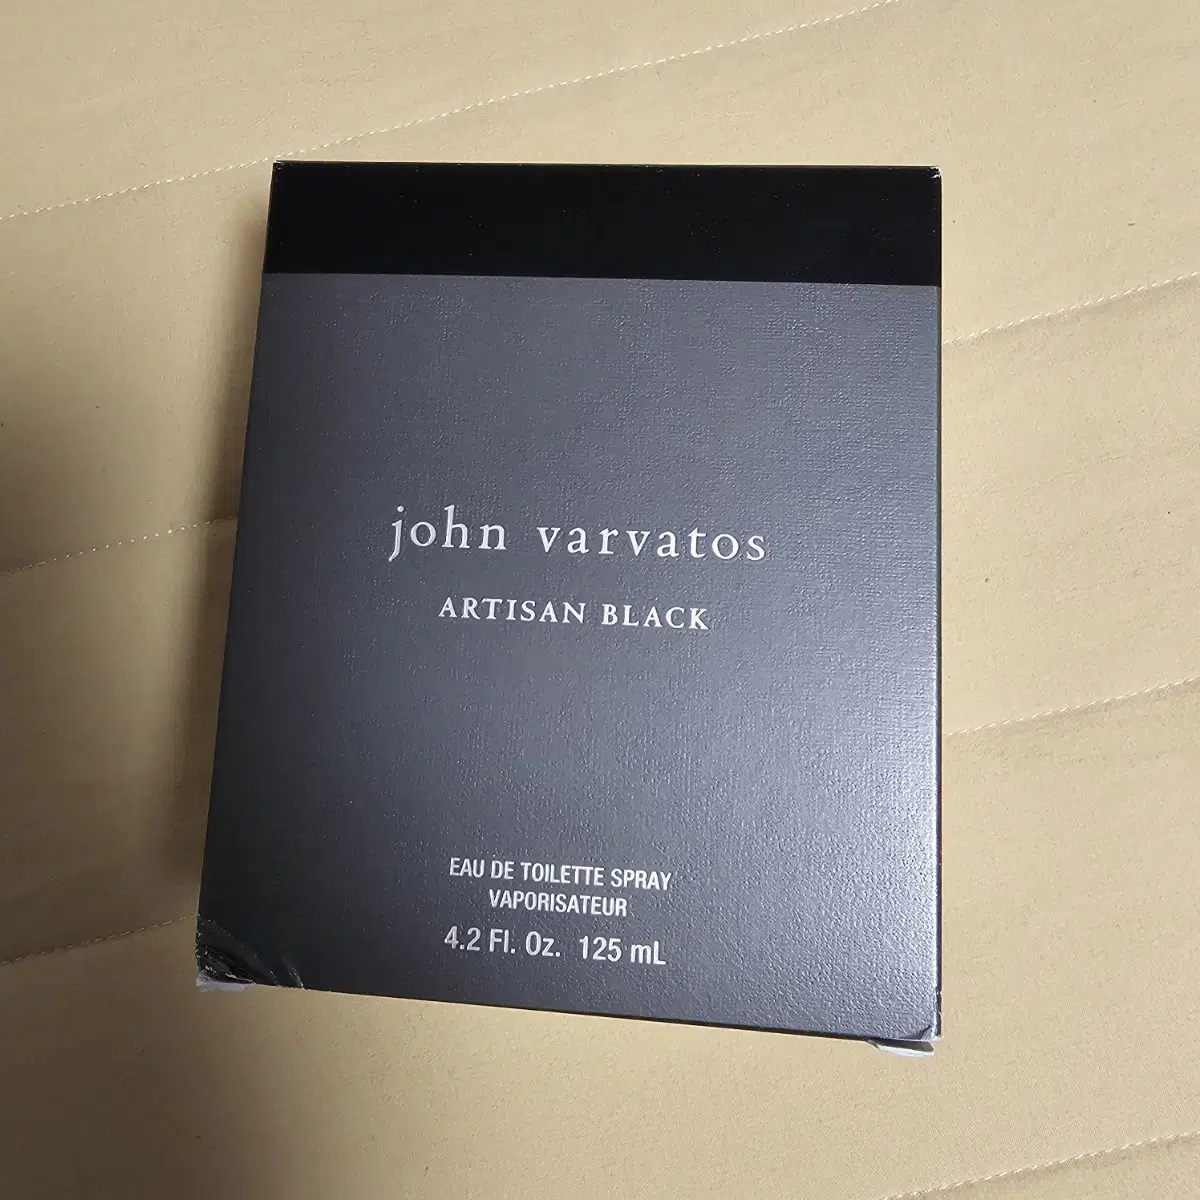 john varvatos
ARTISAN BLACK
EAU DE TOILETTE SPRAY
VAPORISATEUR
4.2 Fl. Oz. 125 mL